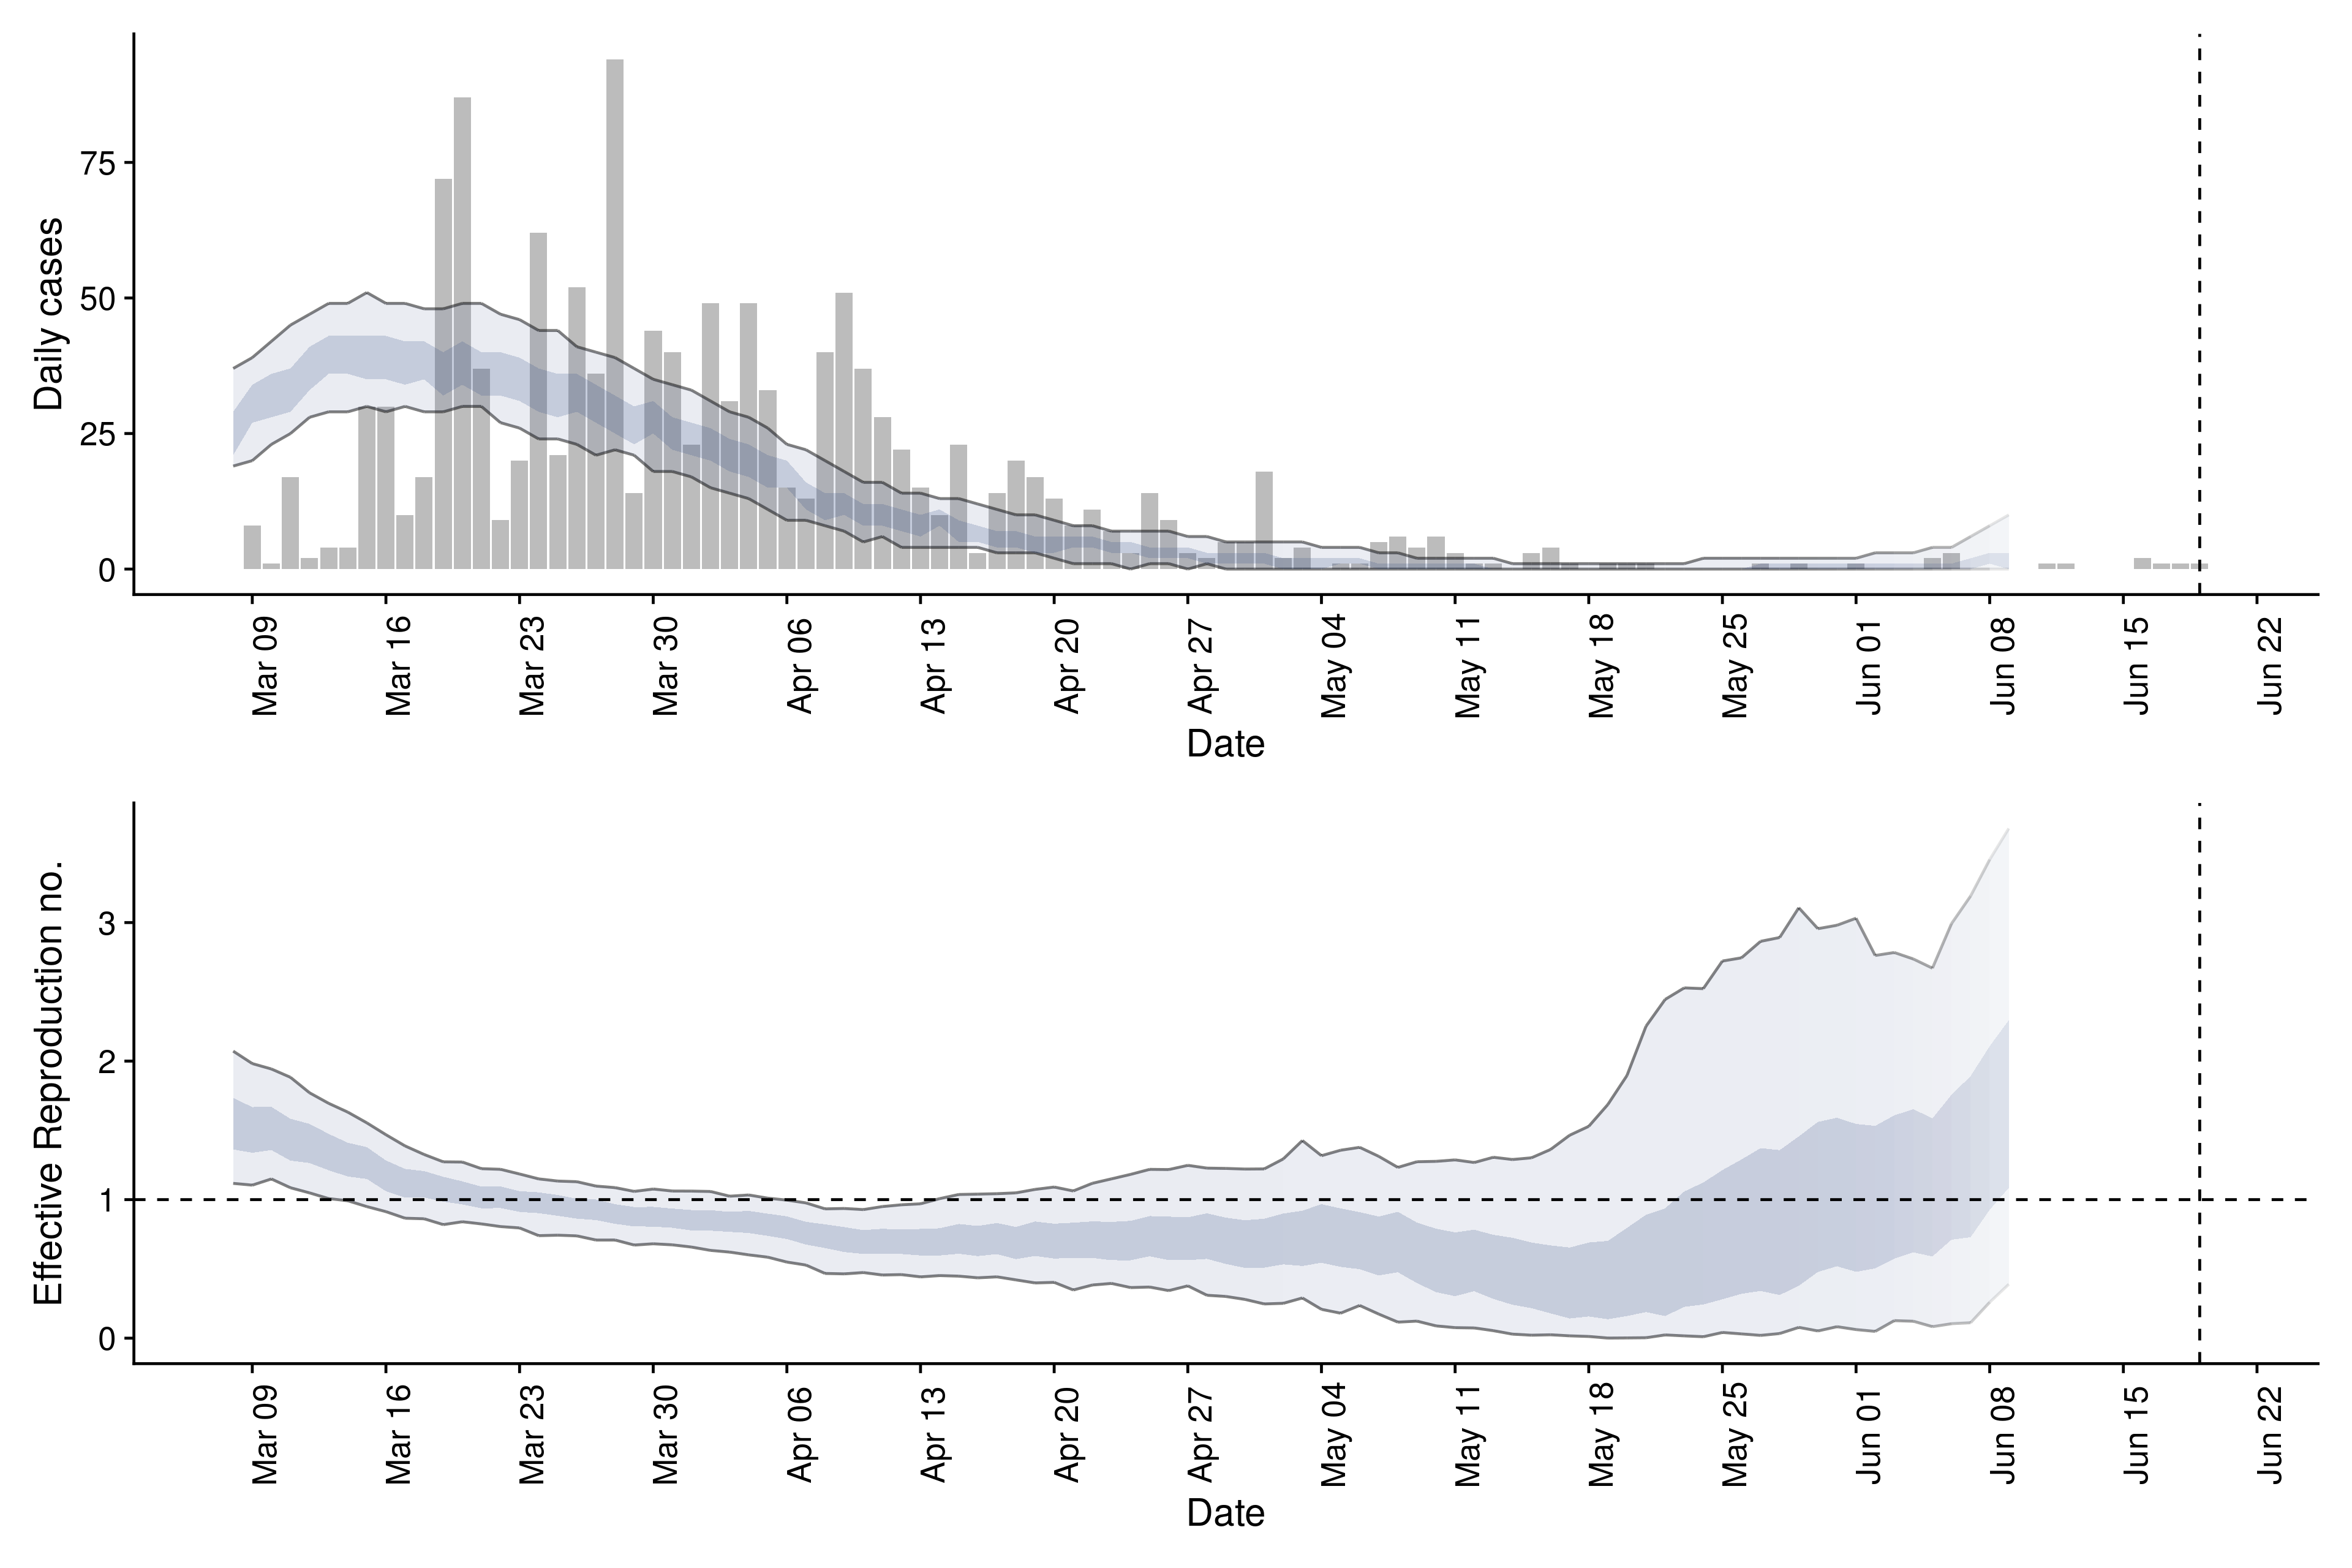 Daily cases
75
50
25
0
Mar 09
Mar 16
Mar 23
Mar 30
Apr 06
Apr 13
Apr 20
Apr 27
May 04
May 11
May 18
May 25
Jun 01
Jun 08
Jun 15
Jun 22
Date
Effective Reproduction no.
3
2
1
0
Mar 09
Mar 16
Mar 23
Mar 30
Apr 06
Apr 13
Apr 20
Apr 27
May 04
May 11
May 18
May 25
Jun 01
Jun 08
Jun 15
Jun 22
Date